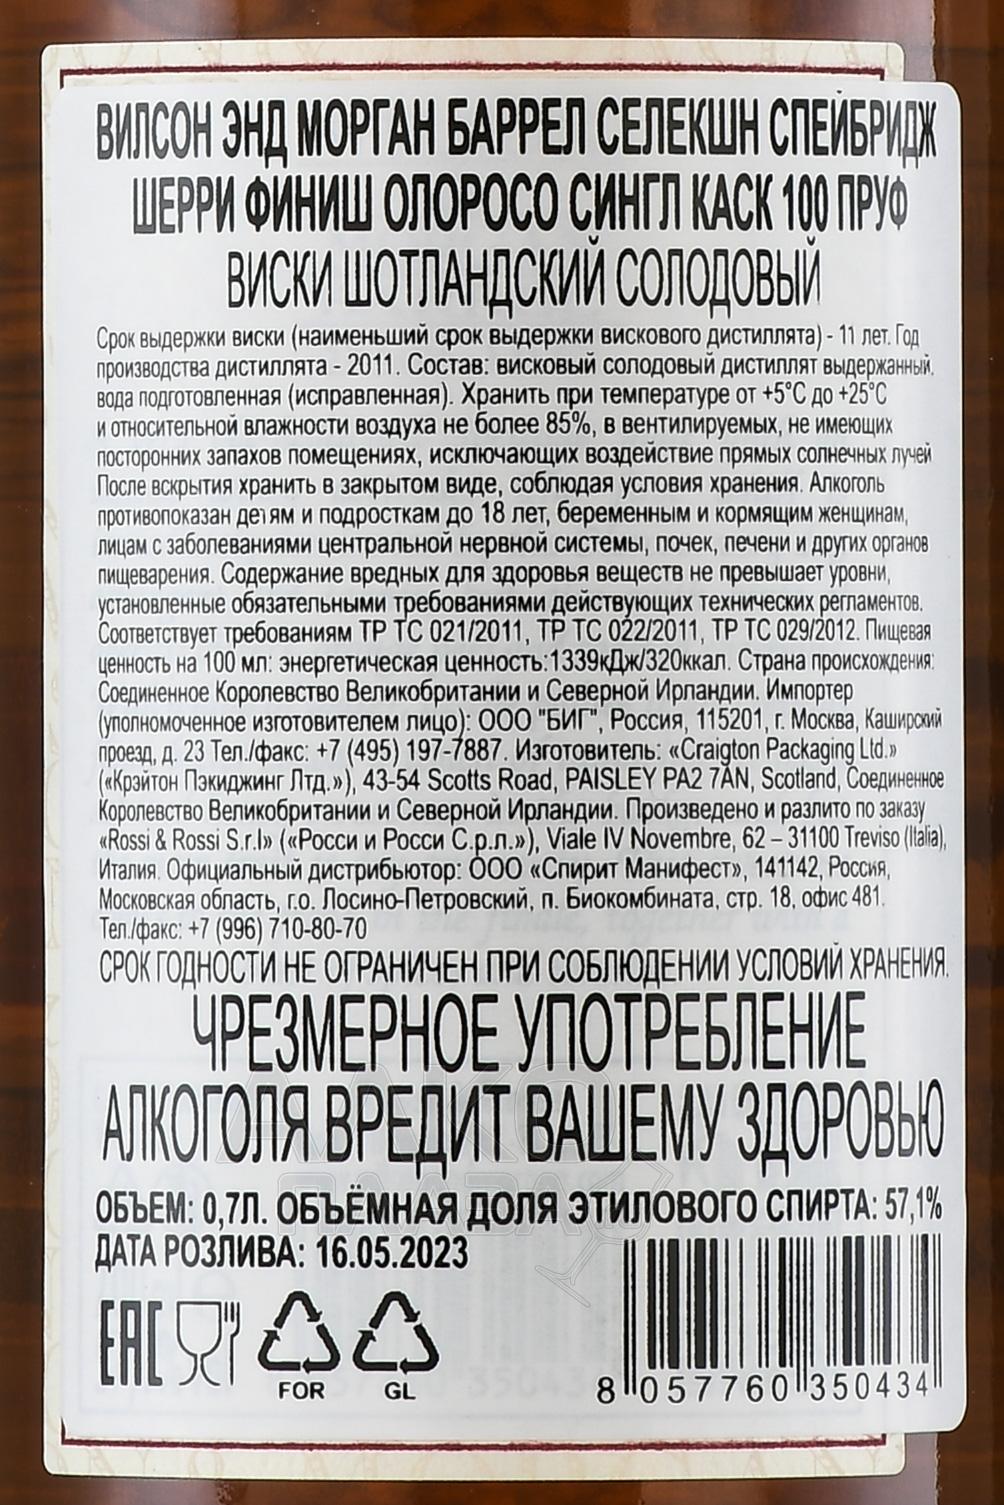 ВИЛСОН ЭНД МОРГАН БАРРЕЛ СЕЛЕКШН СПЕЙБРИДЖ
ШЕРРИ ФИНИШ ОЛОРОСО СИНГЛ КАСК 100 ПРУФ
ВИСКИ ШОТЛАНДСКИЙ СОЛОДОВЫЙ
Срок выдержки виски (наименьший срок выдержки вискового дистиллята) - 11 лет. Год
производства дистиллята - 2011. Состав: висковый солодовый дистиллят выдержанный,
вода подготовленная (исправленная). Хранить при температуре от +5°C до +25°C
и относительной влажности воздуха не более 85%, в вентилируемых, не имеющих
посторонних запахов помещениях, исключающих воздействие прямых солнечных лучей.
После вскрытия хранить в закрытом виде, соблюдая условия хранения. Алкоголь
противопоказан детям и подросткам до 18 лет, беременным и кормящим женщинам,
лицам с заболеваниями центральной нервной системы, почек, печени и других органов
пищеварения. Содержание вредных для здоровья веществ не превышает уровни,
установленные обязательными требованиями действующих технических регламентов.
Соответствует требованиям ТР ТС 021/2011, ТР ТС 022/2011, ТР ТС 029/2012. Пищевая
ценность на 100 мл: энергетическая ценность:1339кДж/320ккал. Страна происхождения:
Соединенное Королевство Великобритании и Северной Ирландии. Импортер
(уполномоченное изготовителем лицо): ООО "БИГ", Россия, 115201, г. Москва, Каширский
проезд, д. 23 Тел./факс: +7 (495) 197-7887. Изготовитель: «Craigton Packaging Ltd.»
(«Крэйтон Пэкиджинг Лтд.»), 43-54 Scotts Road, PAISLEY PA2 7AN, Scotland, Соединенное
Королевство Великобритании и Северной Ирландии. Произведено и разлито по заказу
«Rossi & Rossi S.r.l» («Росси и Росси С.р.л.»), Viale IV Novembre, 62 – 31100 Treviso (Italia),
Италия. Официальный дистрибьютор: ООО «Спирит Манифест», 141142, Россия,
Московская область, г.о. Лосино-Петровский, п. Биокомбината, стр. 18, офис 481.
Тел./факс: +7 (996) 710-80-70
СРОК ГОДНОСТИ НЕ ОГРАНИЧЕН ПРИ СОБЛЮДЕНИИ УСЛОВИЙ ХРАНЕНИЯ.
ЧРЕЗМЕРНОЕ УПОТРЕБЛЕНИЕ
АЛКОГОЛЯ ВРЕДИТ ВАШЕМУ ЗДОРОВЬЮ
ОБЪЕМ: 0,7Л. ОБЪЁМНАЯ ДОЛЯ ЭТИЛОВОГО СПИРТА: 57,1%
ДАТА РОЗЛИВА: 16.05.2023
EAC
FOR GL
8 057760 350434
АЛКО
ПЛАЗА